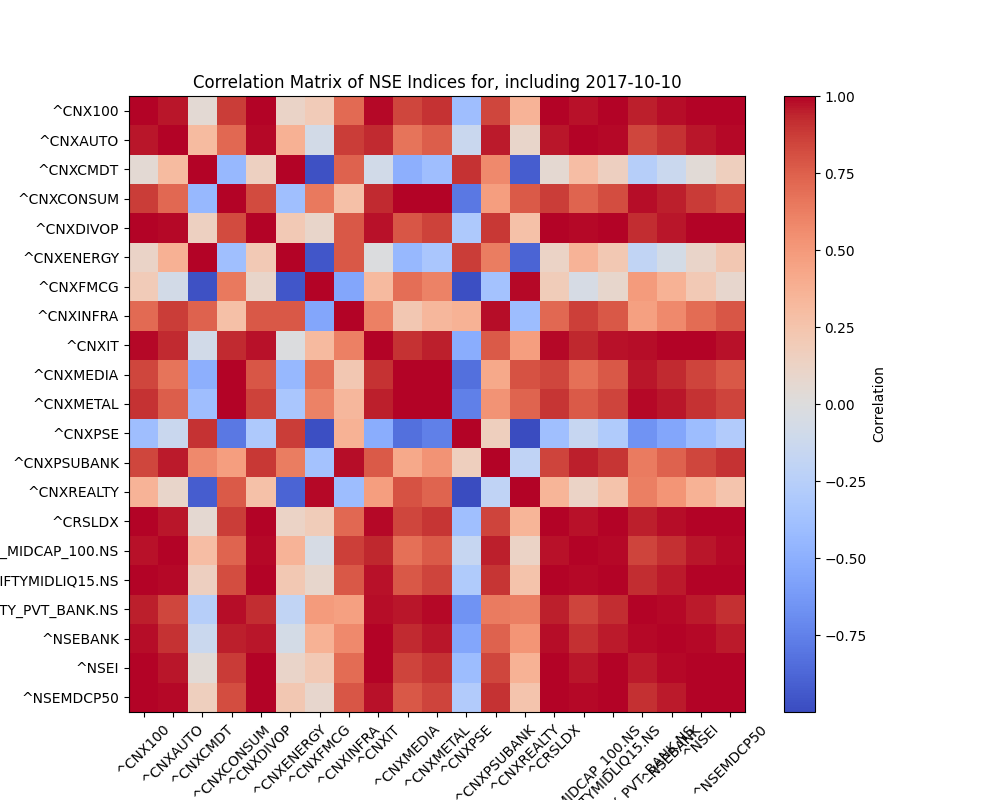 Correlation Matrix of NSE Indices for, including 2017-10-10
^CNX100
^CNXAUTO
^CNXCMDT
^CNXCONSUM
^CNXDIVOP
^CNXENERGY
^CNXFMCG
^CNXINFRA
^CNXIT
^CNXMEDIA
^CNXMETAL
^CNXPSE
^CNXPSUBANK
^CNXREALTY
^CRSLDX
_MIDCAP_100.NS
IFTYMIDLIQ15.NS
TY_PVT_BANK.NS
^NSEBANK
^NSEI
^NSEMDCP50
^CNX100
^CNXAUTO
^CNXCMDT
^CNXCONSUM
^CNXDIVOP
^CNXENERGY
^CNXFMCG
^CNXINFRA
^CNXIT
^CNXMEDIA
^CNXMETAL
^CNXPSE
^CNXPSUBANK
^CNXREALTY
^CRSLDX
MIDCAP_100.NS
TYMIDLIQ15.NS
PVT_BANK.NS
^NSEBANK
^NSEI
^NSEMDCP50
1.00
0.75
0.50
0.25
0.00
−0.25
−0.50
−0.75
Correlation